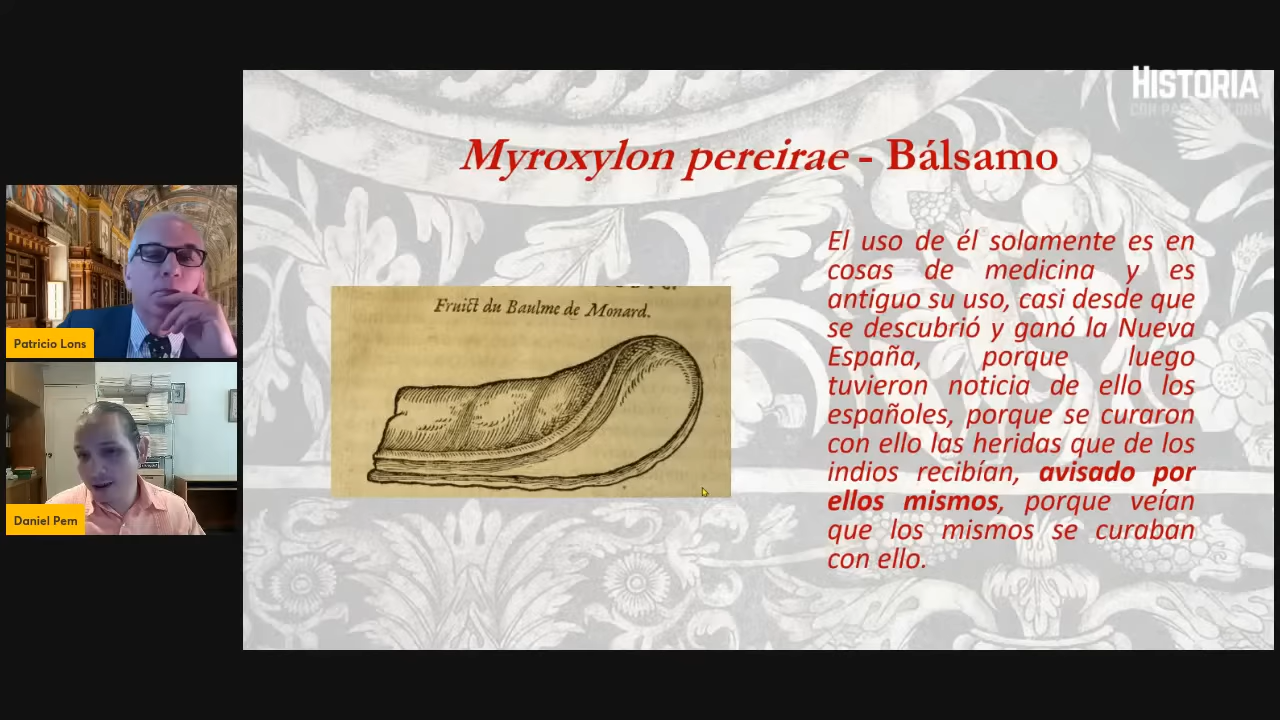 HISTORIA
CON PATRICIO LONS
Myroxylon pereirae - Bálsamo
Fruict du Baulme de Monard.
El uso de él solamente es en
cosas de medicina y es
antiguo su uso, casi desde que
se descubrió y ganó la Nueva
España, porque luego
tuvieron noticia de ello los
españoles, porque se curaron
con ello las heridas que de los
indios recibían, avisado por
ellos mismos, porque veían
que los mismos se curaban
con ello.
Patricio Lons
Daniel Pem